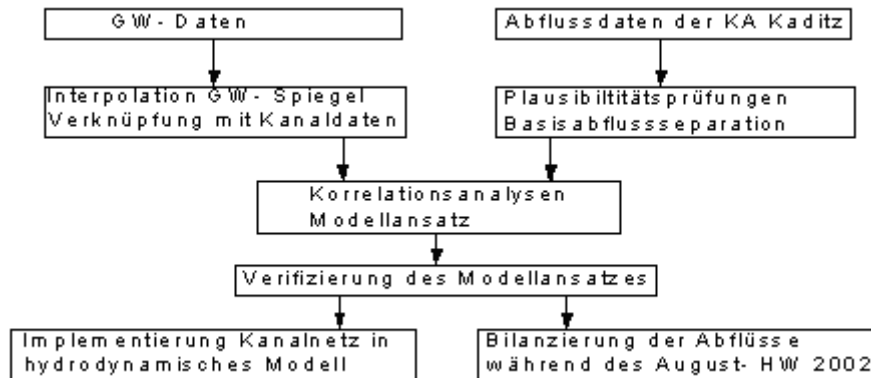 GW- Daten
Abflussdaten der KA Kaditz
Interpolation GW- Spiegel
Verknüpfung mit Kanaldaten
Plausibiltitätsprüfungen
Basisabflussseparation
Korrelationsanalysen
Modellansatz
Verifizierung des Modellansatzes
Implementierung Kanalnetz in
hydrodynamisches Modell
Bilanzierung der Abflüsse
während des August- HW 2002